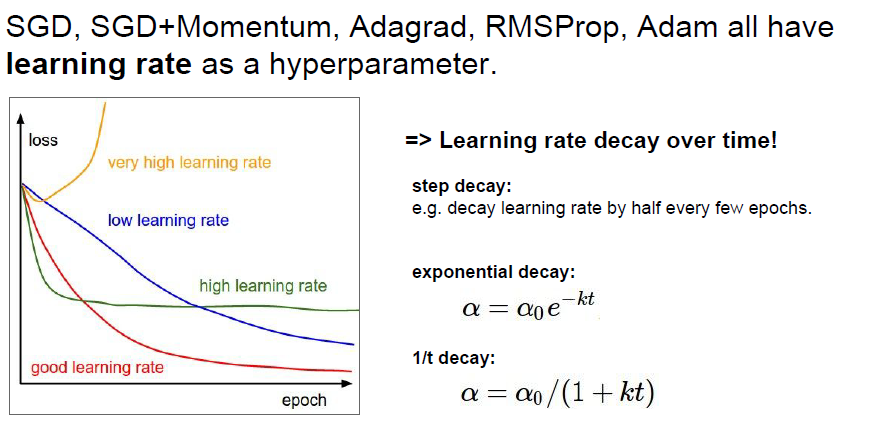 SGD, SGD+Momentum, Adagrad, RMSProp, Adam all have
learning rate as a hyperparameter.
loss
very high learning rate
low learning rate
high learning rate
good learning rate
epoch
=> Learning rate decay over time!
step decay:
e.g. decay learning rate by half every few epochs.
exponential decay:
α = α₀e⁻ᵏᵗ
1/t decay:
α = α₀/(1 + kt)